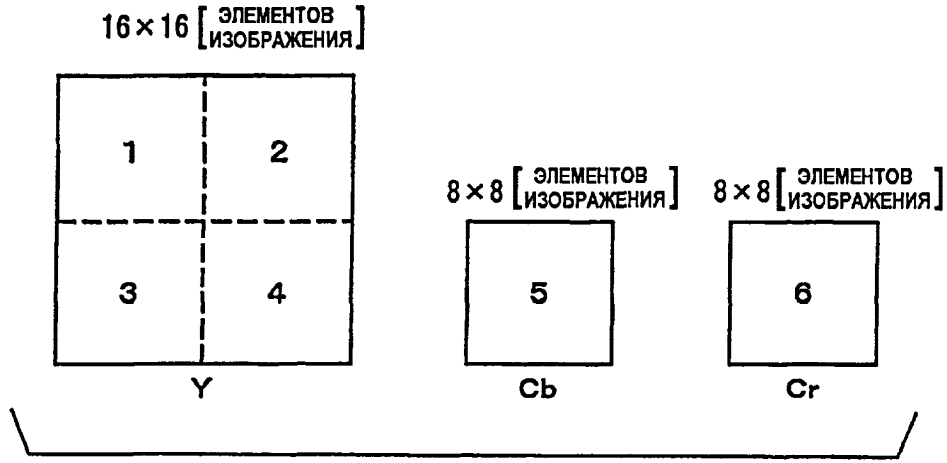 16×16 [ЭЛЕМЕНТОВ
ИЗОБРАЖЕНИЯ]
1
2
3
4
Y
8×8 [ЭЛЕМЕНТОВ
ИЗОБРАЖЕНИЯ]
5
Cb
8×8 [ЭЛЕМЕНТОВ
ИЗОБРАЖЕНИЯ]
6
Cr